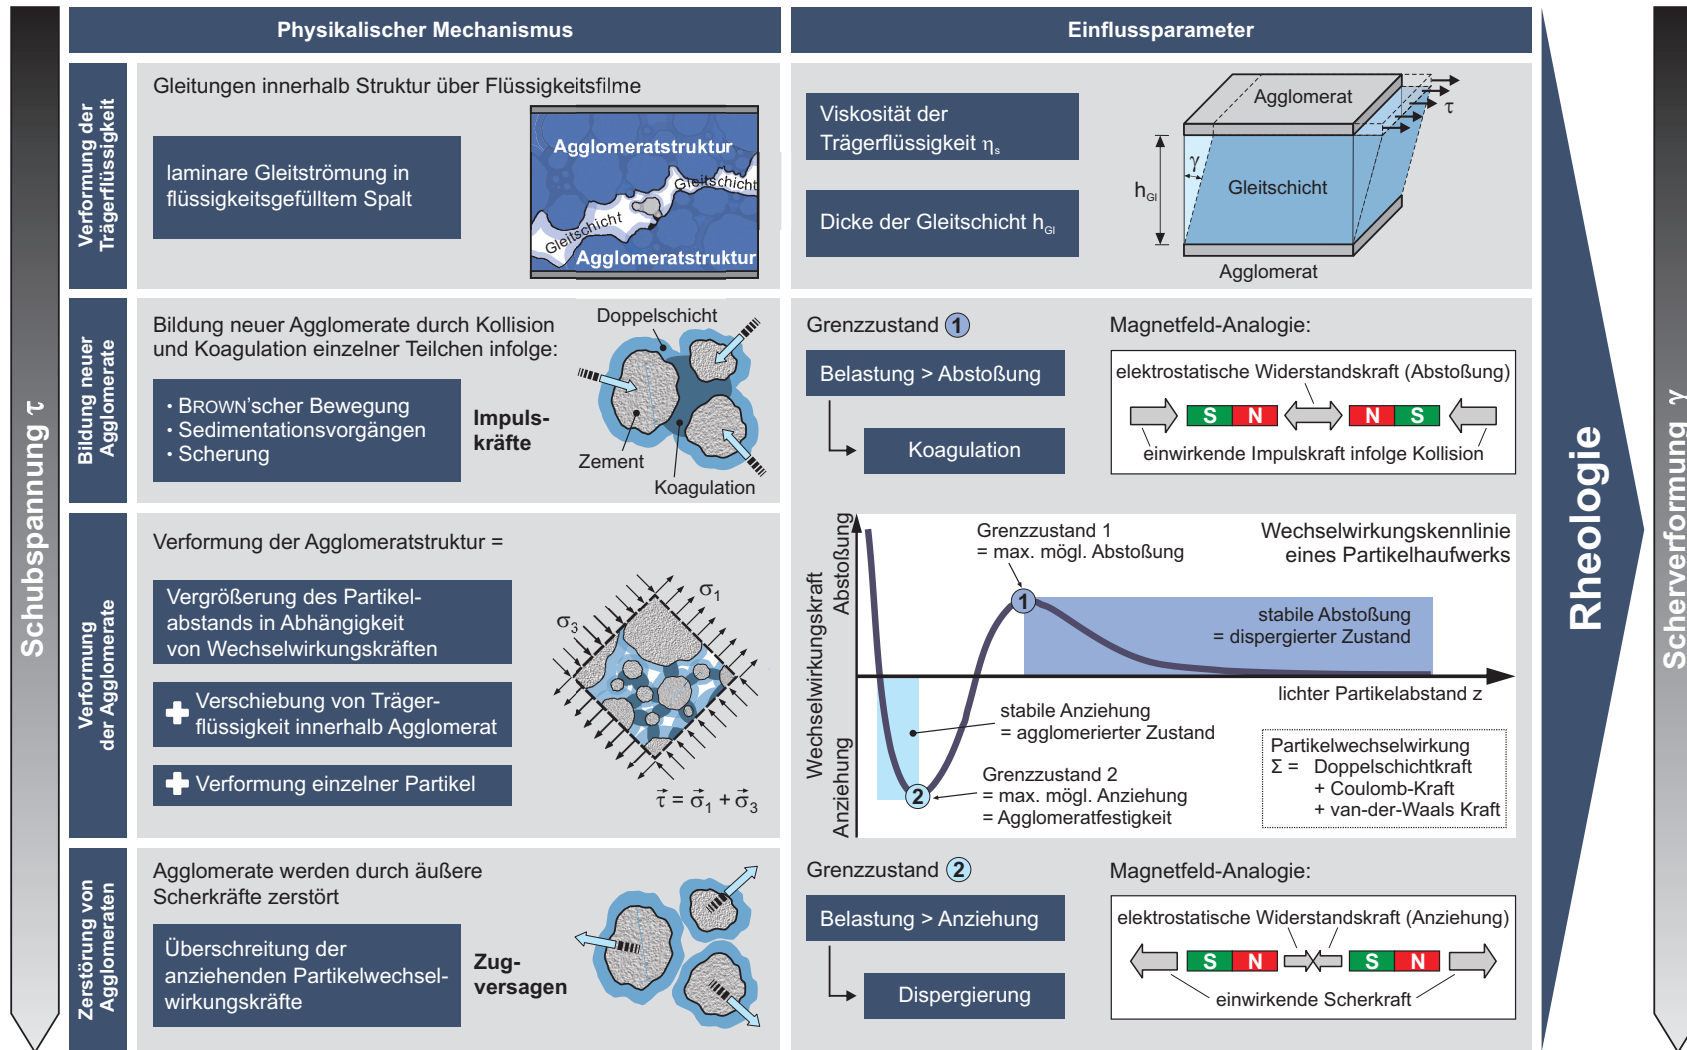 Schubspannung τ
Physikalischer Mechanismus
Einflussparameter
Verformung der
Trägerflüssigkeit
Gleitungen innerhalb Struktur über Flüssigkeitsfilme
laminare Gleitströmung in
flüssigkeitsgefülltem Spalt
Agglomeratstruktur
Gleitschicht
Gleitschicht
Agglomeratstruktur
Viskosität der
Trägerflüssigkeit ηs
Dicke der Gleitschicht hGl
Agglomerat
τ
γ
hGl
Gleitschicht
Agglomerat
Bildung neuer
Agglomerate
Bildung neuer Agglomerate durch Kollision
und Koagulation einzelner Teilchen infolge:
• BROWN'scher Bewegung
• Sedimentationsvorgängen
• Scherung
Impuls-
kräfte
Doppelschicht
Zement
Koagulation
Grenzzustand 1
Belastung > Abstoßung
Koagulation
Magnetfeld-Analogie:
elektrostatische Widerstandskraft (Abstoßung)
S N N S
einwirkende Impulskraft infolge Kollision
Verformung
der Agglomerate
Verformung der Agglomeratstruktur =
Vergrößerung des Partikel-
abstands in Abhängigkeit
von Wechselwirkungskräften
+ Verschiebung von Träger-
flüssigkeit innerhalb Agglomerat
+ Verformung einzelner Partikel
σ1
σ3
τ⃗ = σ⃗1 + σ⃗3
Wechselwirkungskraft
Anziehung
Abstoßung
Grenzzustand 1
= max. mögl. Abstoßung
Wechselwirkungskennlinie
eines Partikelhaufwerks
1
stabile Abstoßung
= dispergierter Zustand
lichter Partikelabstand z
stabile Anziehung
= agglomerierter Zustand
2
Grenzzustand 2
= max. mögl. Anziehung
= Agglomeratfestigkeit
Partikelwechselwirkung
Σ = Doppelschichtkraft
+ Coulomb-Kraft
+ van-der-Waals Kraft
Zerstörung von
Agglomeraten
Agglomerate werden durch äußere
Scherkräfte zerstört
Überschreitung der
anziehenden Partikelwechsel-
wirkungskräfte
Zug-
versagen
Grenzzustand 2
Belastung > Anziehung
Dispergierung
Magnetfeld-Analogie:
elektrostatische Widerstandskraft (Anziehung)
S N S N
einwirkende Scherkraft
Rheologie
Scherverformung γ